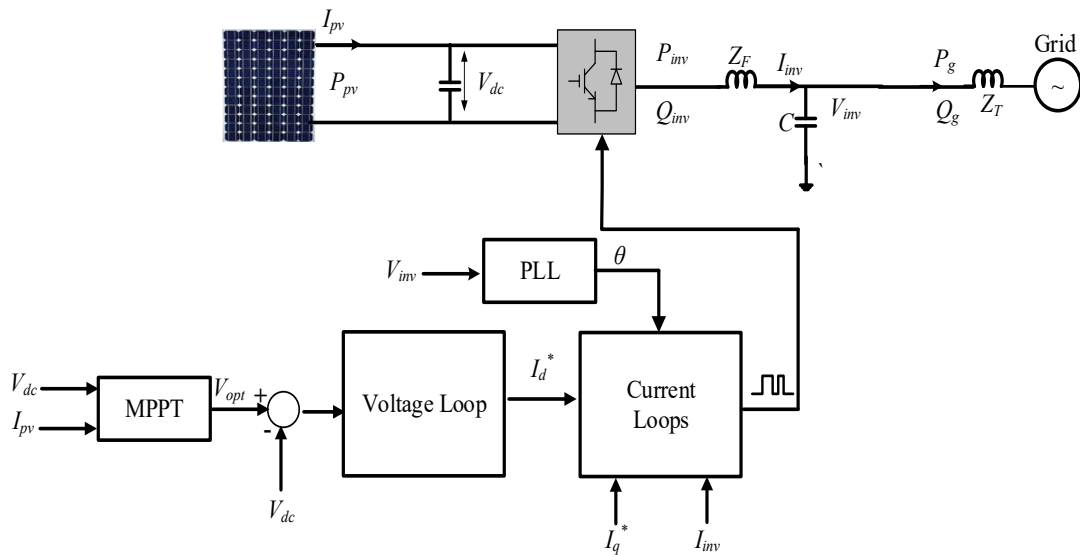 I_pv
P_pv
V_dc
P_inv
Q_inv
Z_F
I_inv
C
V_inv
P_g
Q_g
Z_T
Grid
~
V_inv
PLL
θ
V_dc
I_pv
MPPT
V_opt
+
-
V_dc
Voltage Loop
I_d*
Current
Loops
I_q*
I_inv